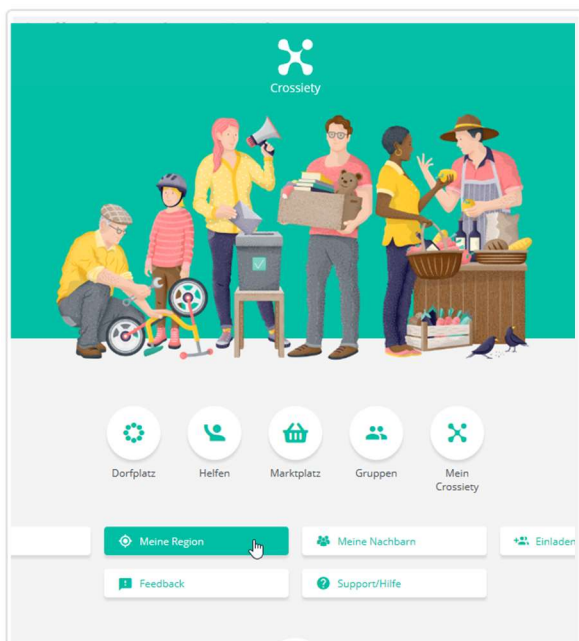 Crossiety
Dorfplatz
Helfen
Marktplatz
Gruppen
Mein
Crossiety
Meine Region
Meine Nachbarn
Einladen
Feedback
Support/Hilfe